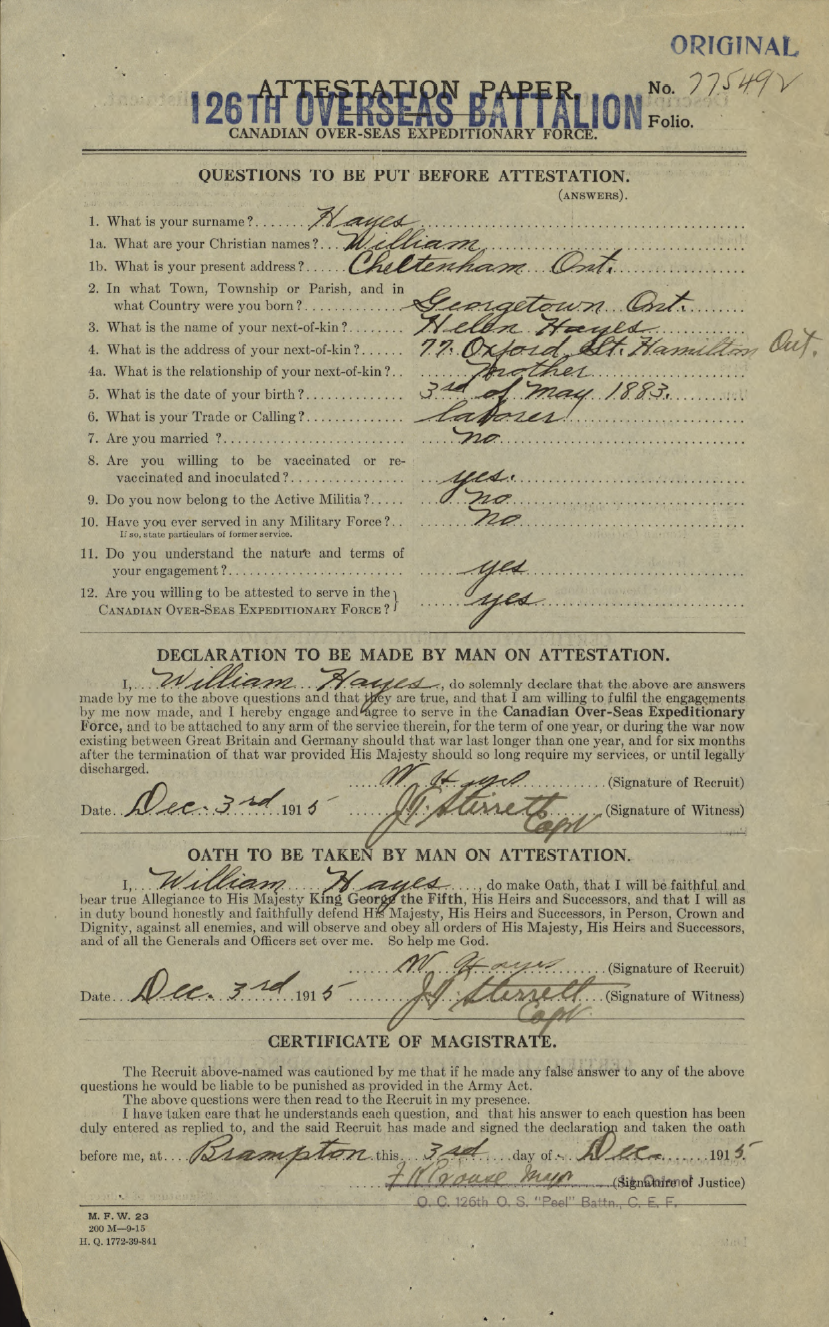 ORIGINAL
ATTESTATION PAPER. No. 775492
126TH OVERSEAS BATTALION
Folio.
CANADIAN OVER-SEAS EXPEDITIONARY FORCE.
QUESTIONS TO BE PUT BEFORE ATTESTATION.
(ANSWERS).
1. What is your surname? Hayes
1a. What are your Christian names? William
1b. What is your present address? Cheltenham Ont.
2. In what Town, Township or Parish, and in
what Country were you born? Georgetown Ont.
3. What is the name of your next-of-kin? Helen Hayes
4. What is the address of your next-of-kin? 77 Oxford St. Hamilton Ont.
4a. What is the relationship of your next-of-kin? mother
5. What is the date of your birth? 3rd of May 1883.
6. What is your Trade or Calling? laborer
7. Are you married ? no
8. Are you willing to be vaccinated or re-
vaccinated and inoculated? yes.
9. Do you now belong to the Active Militia? no
10. Have you ever served in any Military Force? no
If so, state particulars of former service.
11. Do you understand the nature and terms of
your engagement? yes
12. Are you willing to be attested to serve in the
CANADIAN OVER-SEAS EXPEDITIONARY FORCE? yes
DECLARATION TO BE MADE BY MAN ON ATTESTATION.
I, William Hayes, do solemnly declare that the above are answers
made by me to the above questions and that they are true, and that I am willing to fulfil the engagements
by me now made, and I hereby engage and agree to serve in the Canadian Over-Seas Expeditionary
Force, and to be attached to any arm of the service therein, for the term of one year, or during the war now
existing between Great Britain and Germany should that war last longer than one year, and for six months
after the termination of that war provided His Majesty should so long require my services, or until legally
discharged.
W Hayes (Signature of Recruit)
Date Dec. 3rd 1915 Sterrett (Signature of Witness)
Capt
OATH TO BE TAKEN BY MAN ON ATTESTATION.
I, William Hayes, do make Oath, that I will be faithful and
bear true Allegiance to His Majesty King George the Fifth, His Heirs and Successors, and that I will as
in duty bound honestly and faithfully defend His Majesty, His Heirs and Successors, in Person, Crown and
Dignity, against all enemies, and will observe and obey all orders of His Majesty, His Heirs and Successors,
and of all the Generals and Officers set over me. So help me God.
W Hayes (Signature of Recruit)
Date Dec. 3rd 1915 Sterrett (Signature of Witness)
Capt
CERTIFICATE OF MAGISTRATE.
The Recruit above-named was cautioned by me that if he made any false answer to any of the above
questions he would be liable to be punished as provided in the Army Act.
The above questions were then read to the Recruit in my presence.
I have taken care that he understands each question, and that his answer to each question has been
duly entered as replied to, and the said Recruit has made and signed the declaration and taken the oath
before me, at Brampton this 3rd day of Dec. 1915.
(Signature of Justice)
O. C. 126th O. S. "Peel" Battn., C. E. F.
M. F. W. 23
200 M—9-15
H. Q. 1772-39-841